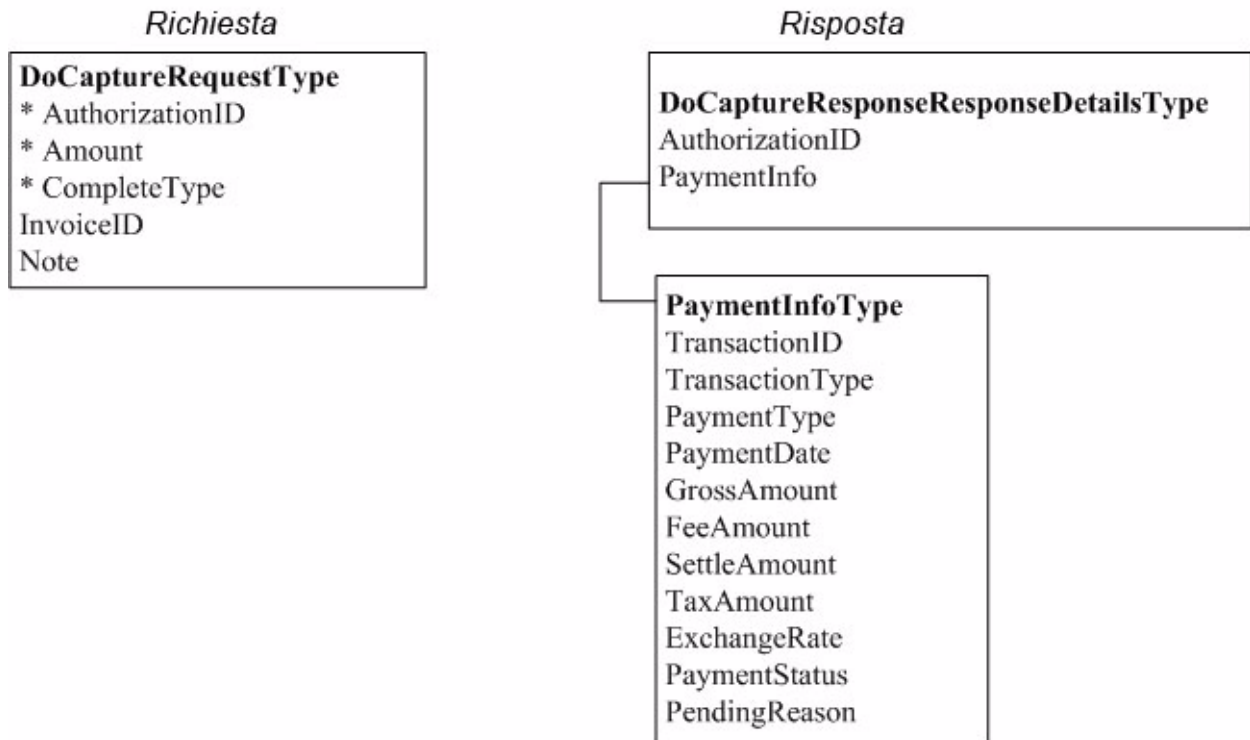 Richiesta
DoCaptureRequestType
* AuthorizationID
* Amount
* CompleteType
InvoiceID
Note
Risposta
DoCaptureResponseResponseDetailsType
AuthorizationID
PaymentInfo
PaymentInfoType
TransactionID
TransactionType
PaymentType
PaymentDate
GrossAmount
FeeAmount
SettleAmount
TaxAmount
ExchangeRate
PaymentStatus
PendingReason